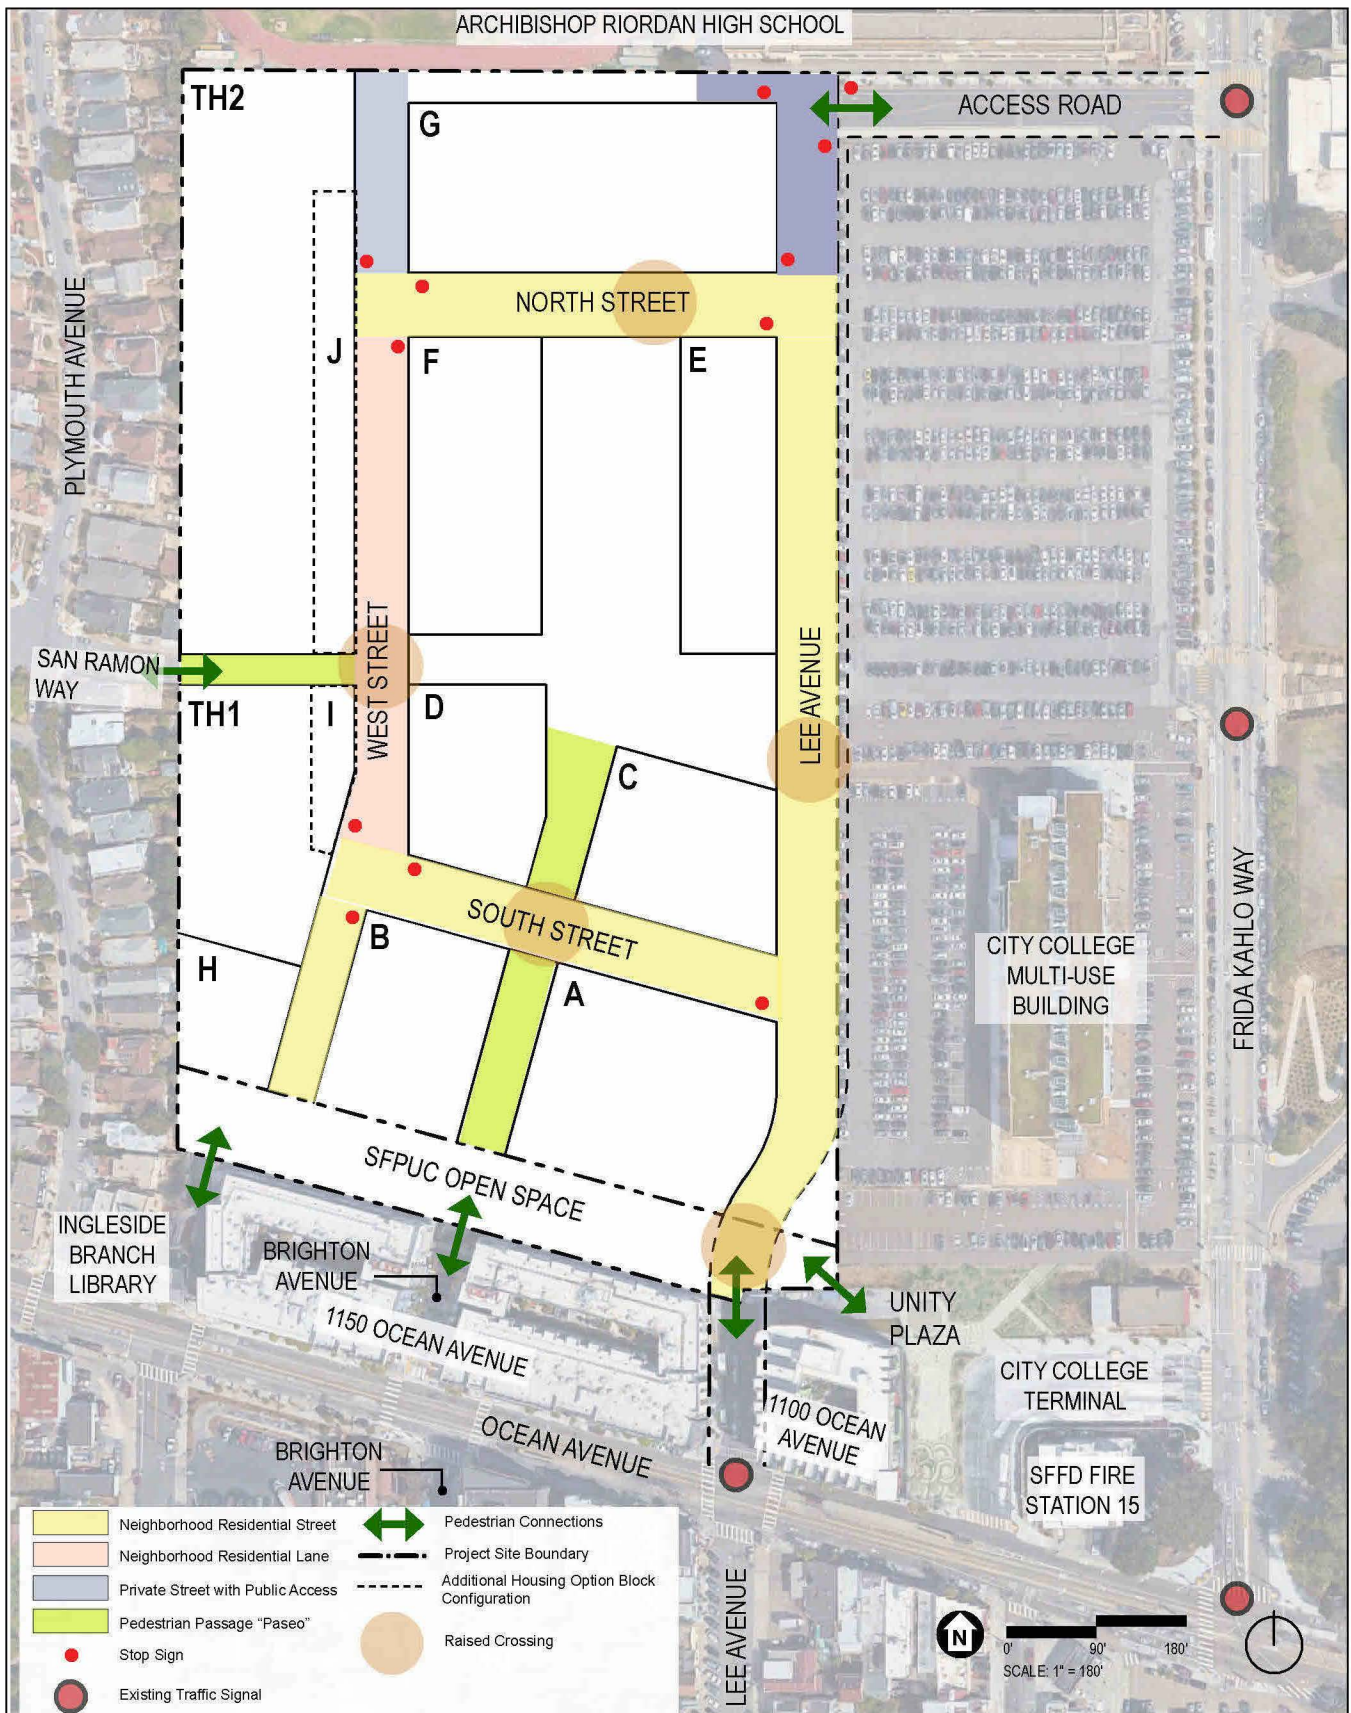 ARCHIBISHOP RIORDAN HIGH SCHOOL
TH2
G
ACCESS ROAD
PLYMOUTH AVENUE
NORTH STREET
J
F
E
WEST STREET
LEE AVENUE
SAN RAMON
WAY
TH1
I
D
C
SOUTH STREET
B
A
H
CITY COLLEGE
MULTI-USE
BUILDING
FRIDA KAHLO WAY
SFPUC OPEN SPACE
INGLESIDE
BRANCH
LIBRARY
BRIGHTON
AVENUE
1150 OCEAN AVENUE
UNITY
PLAZA
CITY COLLEGE
TERMINAL
1100 OCEAN
AVENUE
OCEAN AVENUE
BRIGHTON
AVENUE
SFFD FIRE
STATION 15
LEE AVENUE
Neighborhood Residential Street
Neighborhood Residential Lane
Private Street with Public Access
Pedestrian Passage “Paseo”
Stop Sign
Existing Traffic Signal
Pedestrian Connections
Project Site Boundary
Additional Housing Option Block
Configuration
Raised Crossing
N
0' 90' 180'
SCALE: 1" = 180'